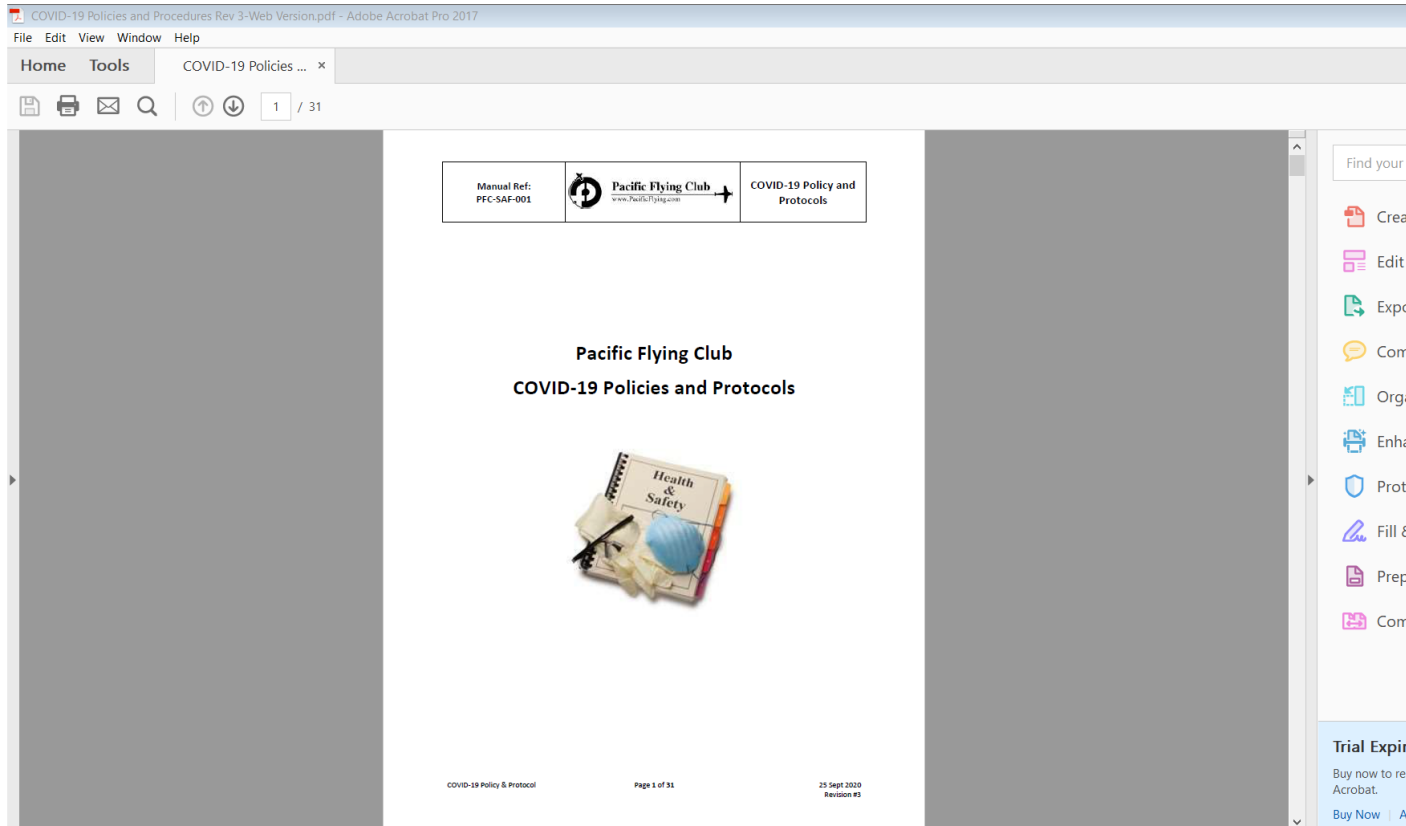 COVID-19 Policies and Procedures Rev 3-Web Version.pdf - Adobe Acrobat Pro 2017
File Edit View Window Help
Home Tools COVID-19 Policies ... ×
1 / 31
Find your
Crea
Edit
Expo
Com
Orga
Enha
Prot
Fill &
Prep
Com
Trial Expir
Buy now to re
Acrobat.
Buy Now | A
Manual Ref:
PFC-SAF-001
Pacific Flying Club
www.PacificFlying.com
COVID-19 Policy and
Protocols
Pacific Flying Club
COVID-19 Policies and Protocols
Health
&
Safety
COVID-19 Policy & Protocol Page 1 of 31 25 Sept 2020
Revision #3